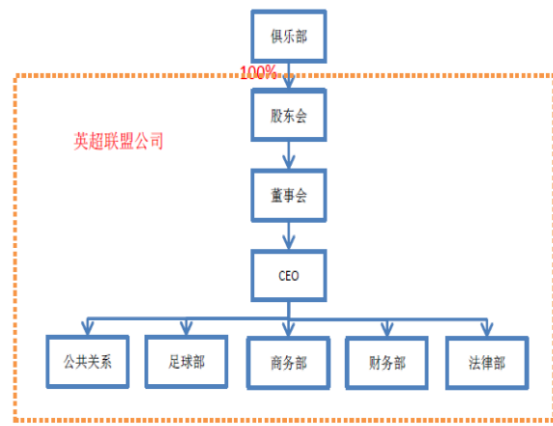 俱乐部
100%
股东会
英超联盟公司
董事会
CEO
公共关系
足球部
商务部
财务部
法律部